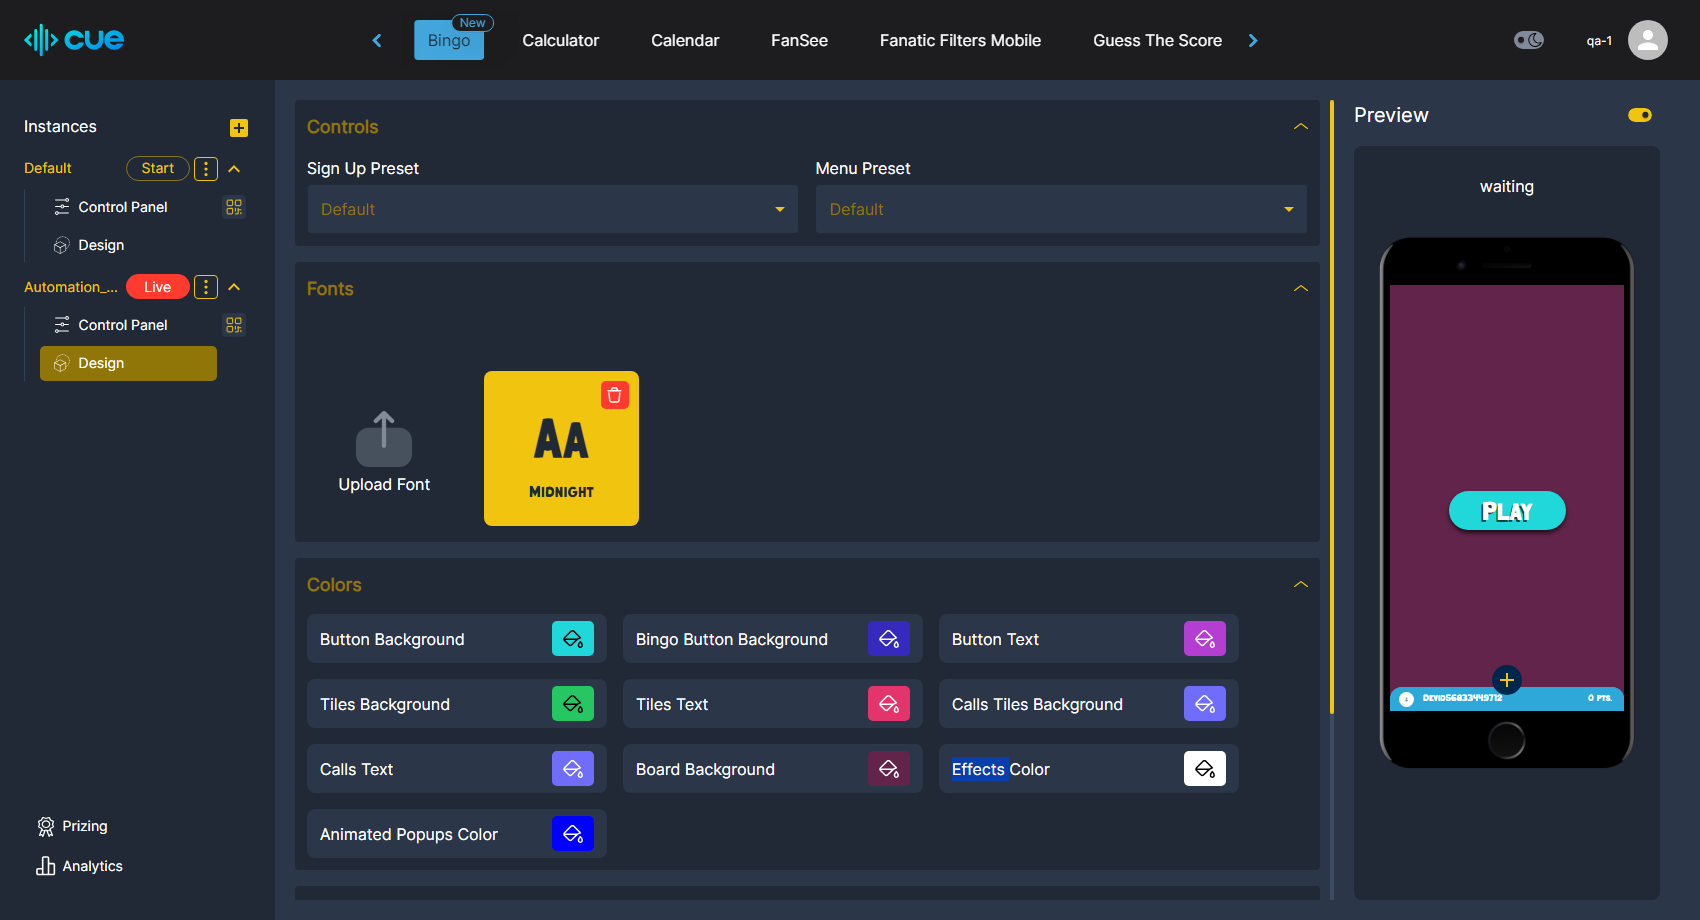 cue
Bingo
New
Calculator
Calendar
FanSee
Fanatic Filters Mobile
Guess The Score
qa-1
Instances
Default
Start
Control Panel
Design
Automation_...
Live
Control Panel
Design
Prizing
Analytics
Controls
Sign Up Preset
Menu Preset
Default
Default
Fonts
Upload Font
AA
MIDNIGHT
Colors
Button Background
Bingo Button Background
Button Text
Tiles Background
Tiles Text
Calls Tiles Background
Calls Text
Board Background
Effects Color
Animated Popups Color
Preview
waiting
PLAY
DEVID56833449712
0 PTS.